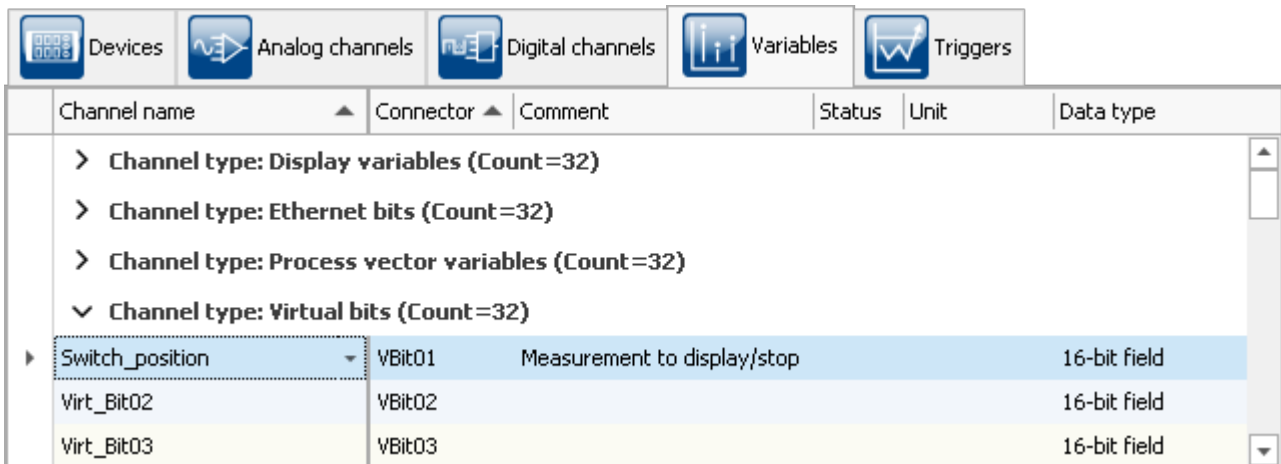 Devices Analog channels Digital channels Variables Triggers
Channel name Connector Comment Status Unit Data type
Channel type: Display variables (Count=32)
Channel type: Ethernet bits (Count=32)
Channel type: Process vector variables (Count=32)
Channel type: Virtual bits (Count=32)
Switch_position VBit01 Measurement to display/stop 16-bit field
Virt_Bit02 VBit02 16-bit field
Virt_Bit03 VBit03 16-bit field